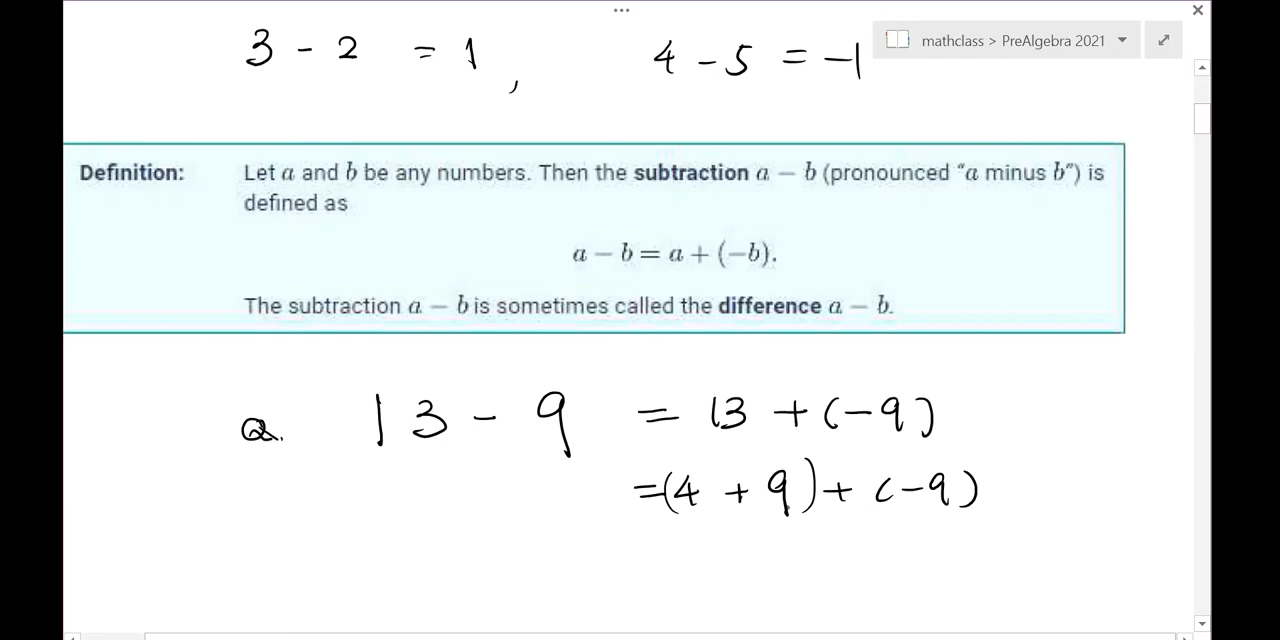 ...
3 - 2 = 1 , 4 - 5 = -1
mathclass > PreAlgebra 2021
Definition: Let a and b be any numbers. Then the subtraction a − b (pronounced “a minus b”) is
defined as
a − b = a + (−b).
The subtraction a − b is sometimes called the difference a − b.
Q. 13 - 9 = 13 + (-9)
=(4 + 9) + (-9)